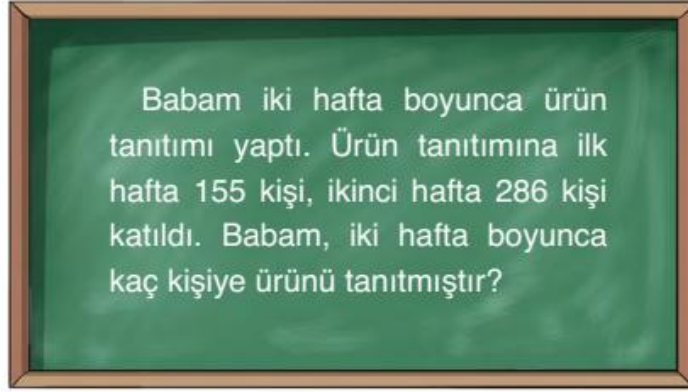 Babam iki hafta boyunca ürün
tanıtımı yaptı. Ürün tanıtımına ilk
hafta 155 kişi, ikinci hafta 286 kişi
katıldı. Babam, iki hafta boyunca
kaç kişiye ürünü tanıtmıştır?